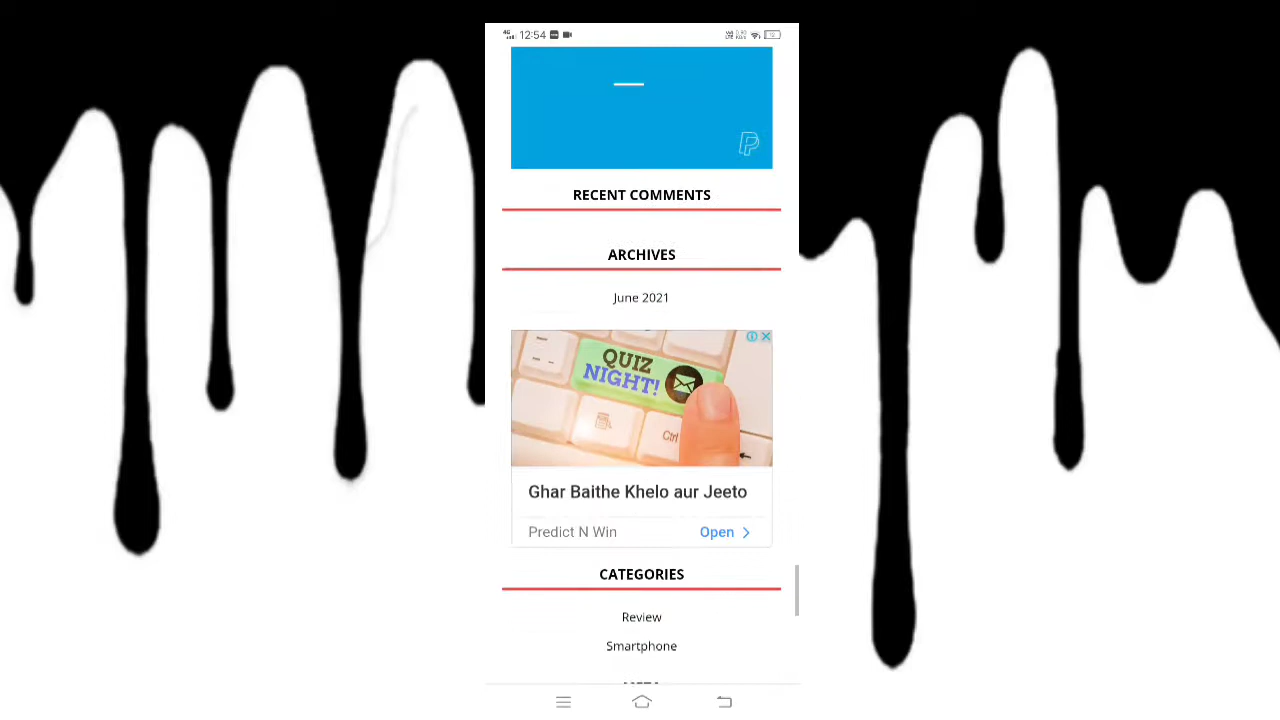 12:54
RECENT COMMENTS
ARCHIVES
June 2021
QUIZ
NIGHT!
Ctrl
Ghar Baithe Khelo aur Jeeto
Predict N Win
Open
CATEGORIES
Review
Smartphone